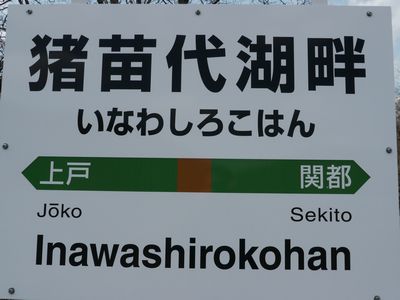 猪苗代湖畔
いなわしろこはん
上戸 関都
Jōko Sekito
Inawashirokohan